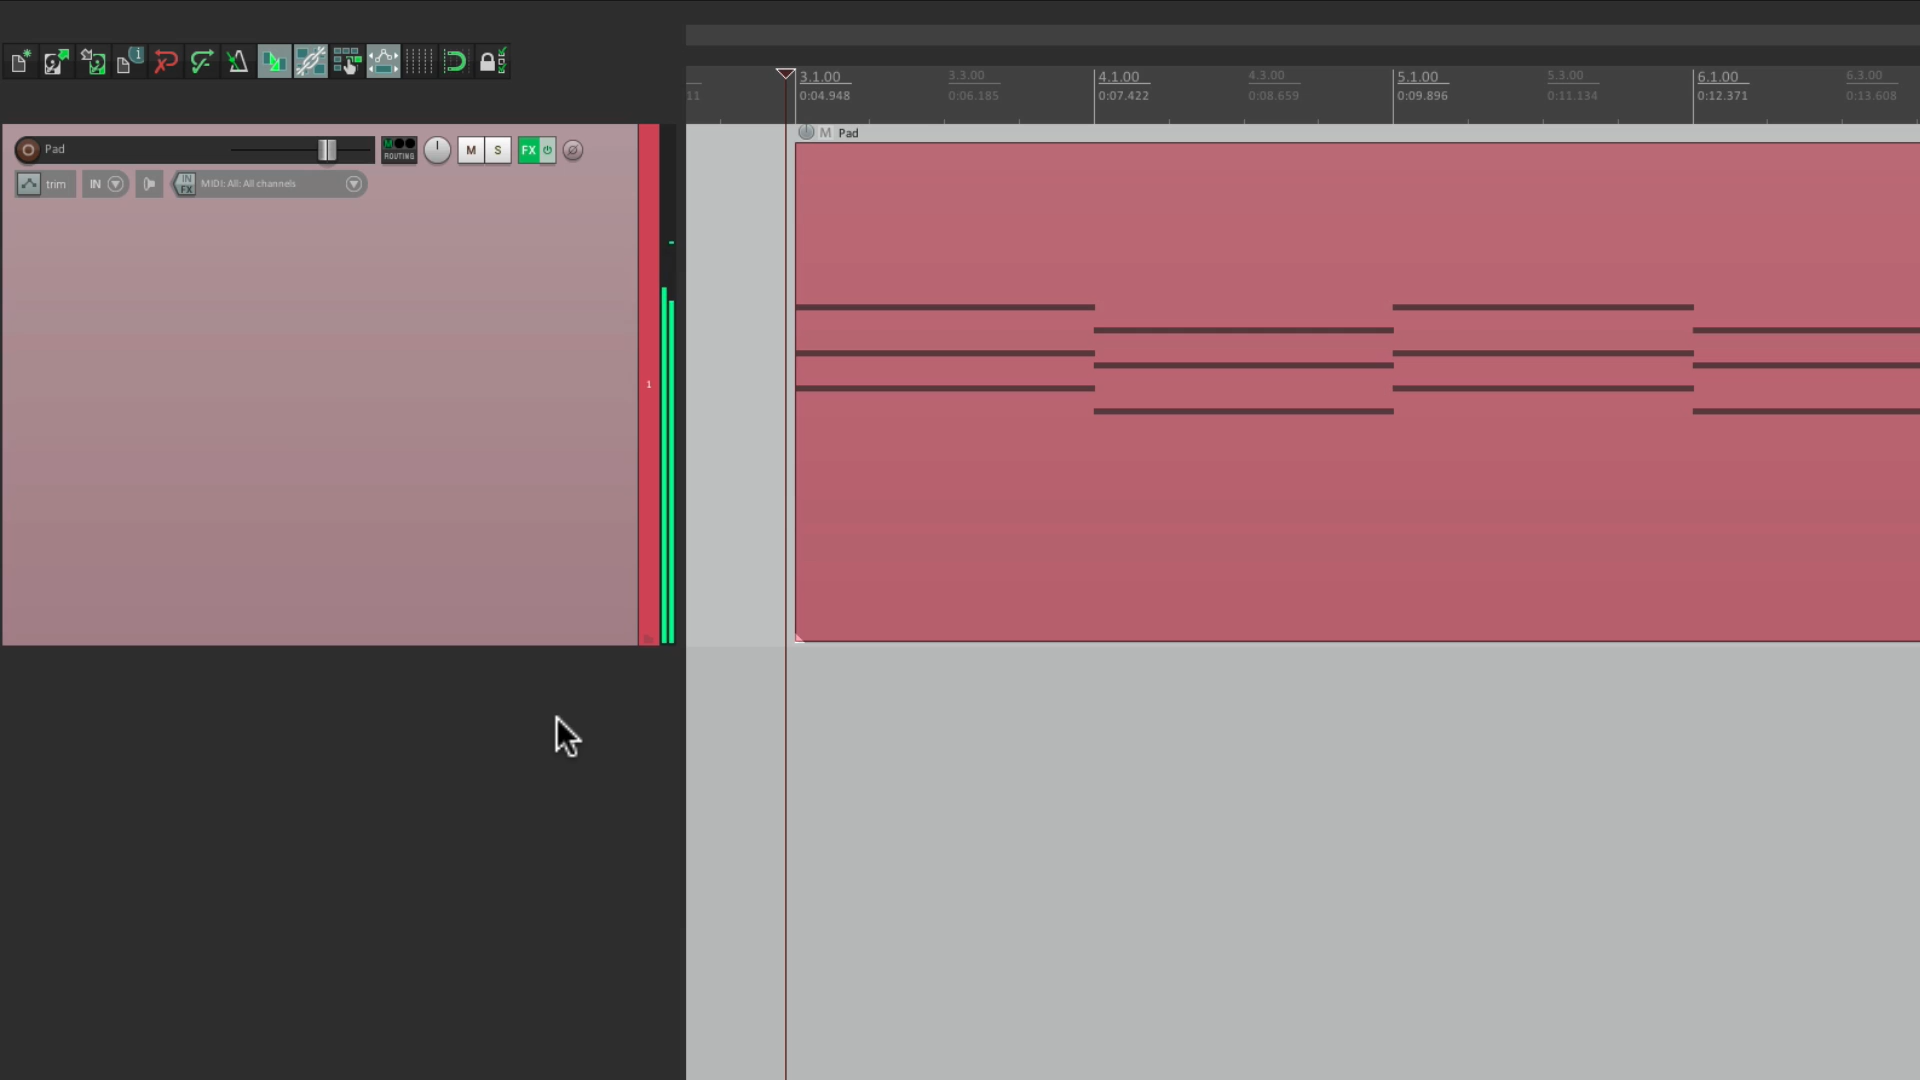 3.1.00 3.3.00 4.1.00 4.3.00 5.1.00 5.3.00 6.1.00 6.3.00
11 0:04.948 0:06.185 0:07.422 0:08.659 0:09.896 0:11.134 0:12.371 0:13.608
M Pad
Pad M ROUTING M S FX
trim IN IN FX MIDI: All: All channels
1